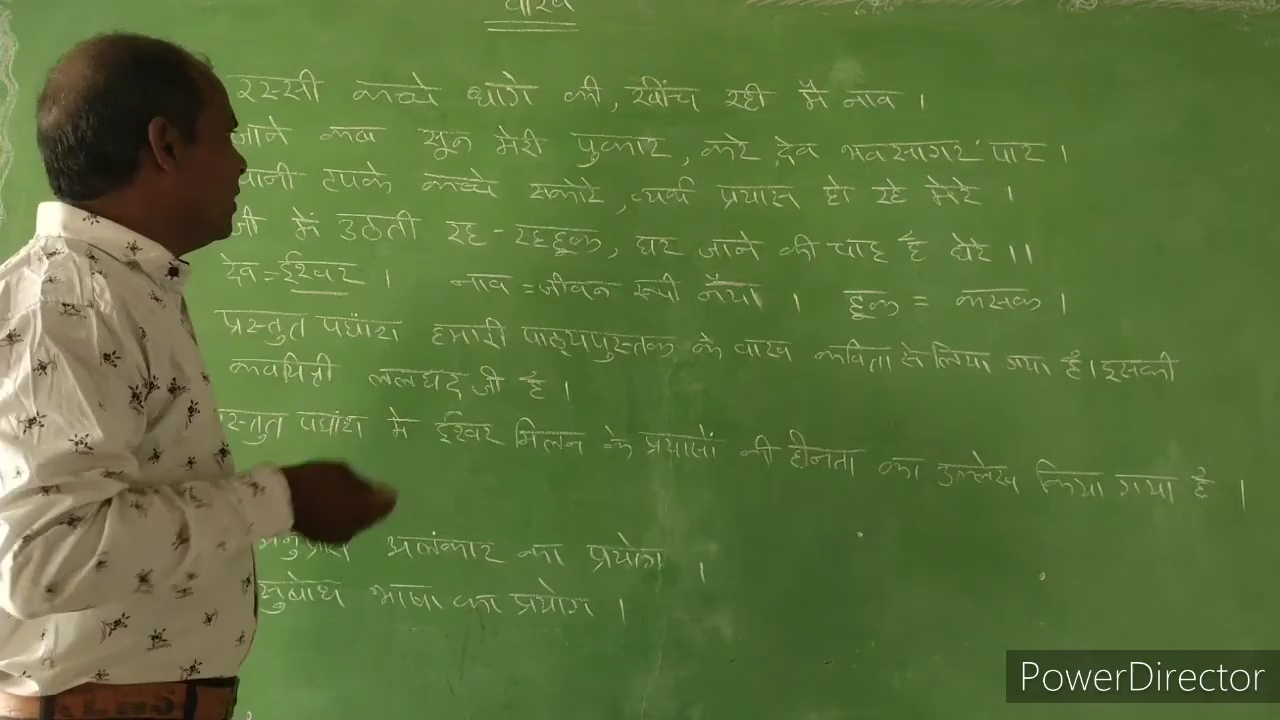 वाख
रस्सी कच्चे धागे की, खींच रही मै नाव ।
जाने कब सून मेरी पुकार, करे देव भवसागर पार ।
पानी टपके कच्चे सकोरे, व्यर्थ प्रयास हो रहे मेरे ।
जी में उठती रह-रह हूक, घर जाने की चाह है घेरे ।।
देव = ईश्वर । नाव = जीवन रूपी नैया । हूक = कसक ।
प्रस्तुत पद्यांश हमारी पाठ्यपुस्तक के वाख कविता से लिया गया है। इसकी
कवयित्री ललघद जी है ।
प्रस्तुत पद्यांश मे ईश्वर मिलन के प्रयासों की हीनता का उल्लेख किया गया है ।
अनुप्रास अलंकार का प्रयोग ।
सुबोध भाषा का प्रयोग ।
PowerDirector